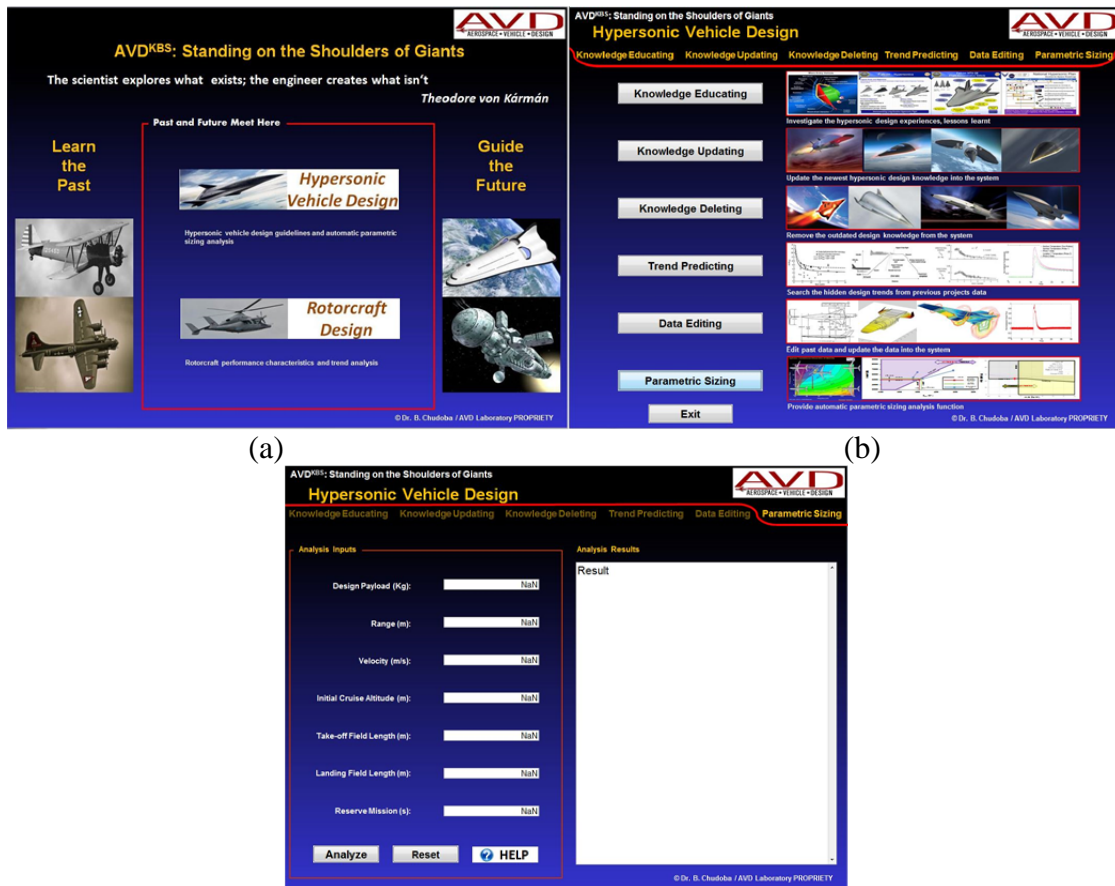 AVD
AEROSPACE • VEHICLE • DESIGN
AVDKBS: Standing on the Shoulders of Giants
The scientist explores what exists; the engineer creates what isn't
Theodore von Kármán
Past and Future Meet Here
Learn
the
Past
Hypersonic
Vehicle Design
Hypersonic vehicle design guidelines and automatic parametric
sizing analysis
Rotorcraft
Design
Rotorcraft performance characteristics and trend analysis
Guide
the
Future
© Dr. B. Chudoba / AVD Laboratory PROPRIETY
(a)
AVDKBS: Standing on the Shoulders of Giants
Hypersonic Vehicle Design
AVD
AEROSPACE • VEHICLE • DESIGN
Knowledge Educating Knowledge Updating Knowledge Deleting Trend Predicting Data Editing Parametric Sizing
Knowledge Educating
Investigate the hypersonic design experiences, lessons learnt
Knowledge Updating
Update the newest hypersonic design knowledge into the system
Knowledge Deleting
Remove the outdated design knowledge from the system
Trend Predicting
Search the hidden design trends from previous projects data
Data Editing
Edit past data and update the data into the system
Parametric Sizing
Provide automatic parametric sizing analysis function
Exit
© Dr. B. Chudoba / AVD Laboratory PROPRIETY
(b)
AVDKBS: Standing on the Shoulders of Giants
Hypersonic Vehicle Design
AVD
AEROSPACE • VEHICLE • DESIGN
Knowledge Educating Knowledge Updating Knowledge Deleting Trend Predicting Data Editing Parametric Sizing
Analysis Inputs
Design Payload (Kg): NaN
Range (m): NaN
Velocity (m/s): NaN
Initial Cruise Altitude (m): NaN
Take-off Field Length (m): NaN
Landing Field Length (m): NaN
Reserve Mission (s): NaN
Analyze Reset ? HELP
Analysis Results
Result
© Dr. B. Chudoba / AVD Laboratory PROPRIETY